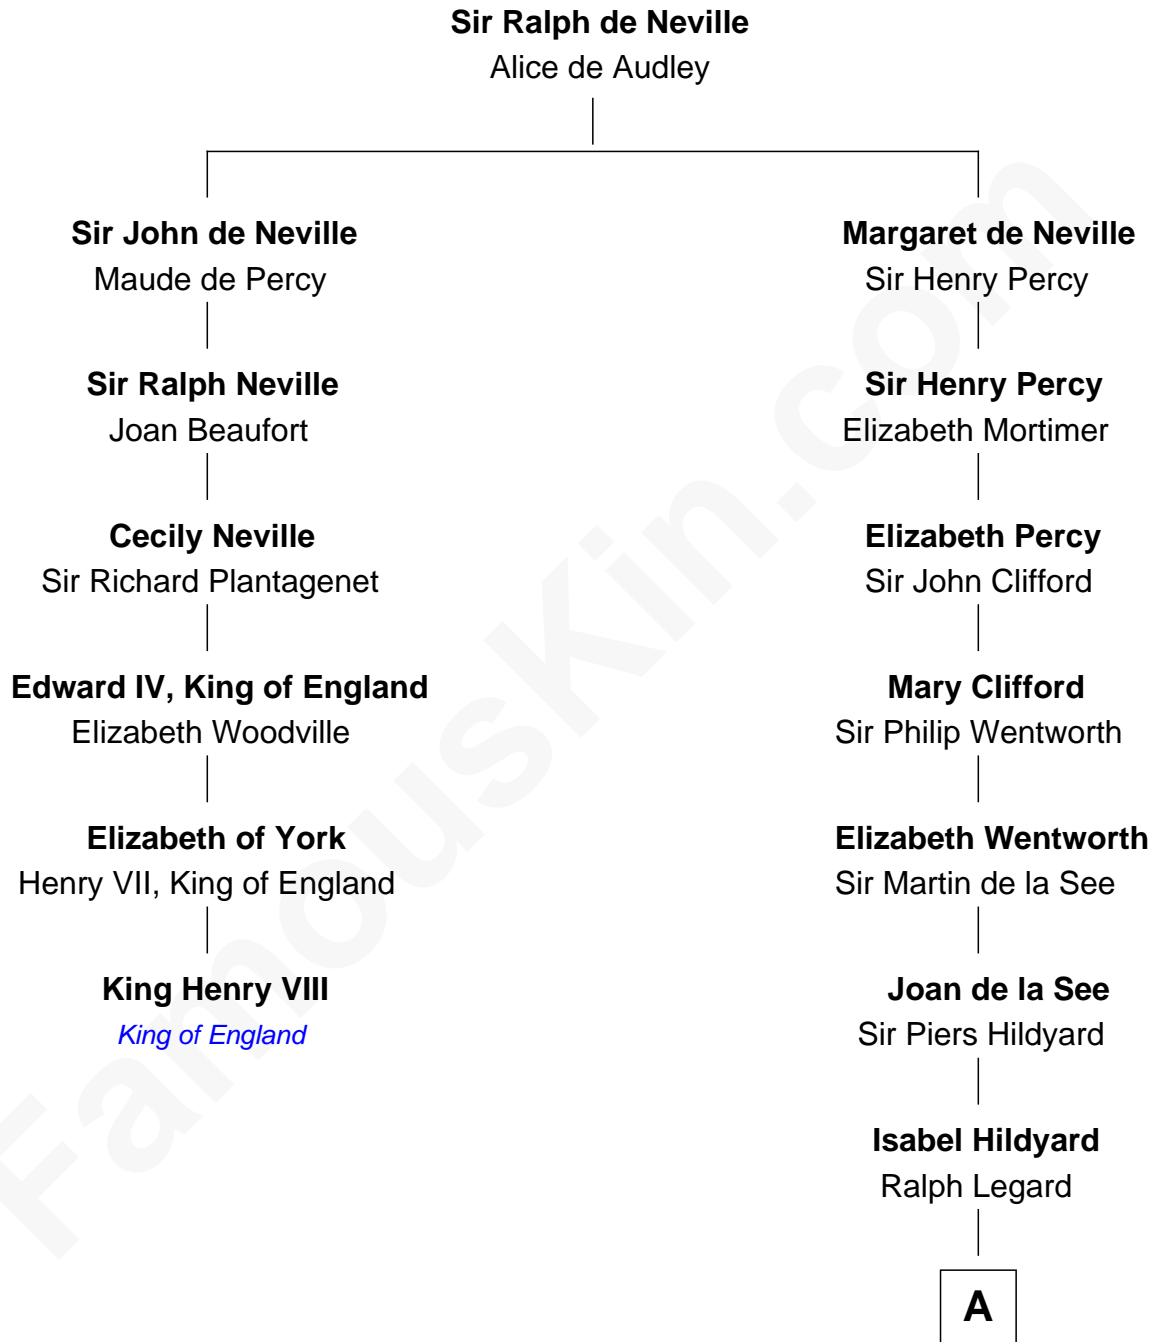 Sir Ralph de Neville
Alice de Audley
Sir John de Neville
Maude de Percy
Margaret de Neville
Sir Henry Percy
Sir Ralph Neville
Joan Beaufort
Sir Henry Percy
Elizabeth Mortimer
Cecily Neville
Sir Richard Plantagenet
Elizabeth Percy
Sir John Clifford
Edward IV, King of England
Elizabeth Woodville
Mary Clifford
Sir Philip Wentworth
Elizabeth of York
Henry VII, King of England
Elizabeth Wentworth
Sir Martin de la See
King Henry VIII
King of England
Joan de la See
Sir Piers Hildyard
Isabel Hildyard
Ralph Legard
A
FamousKin.com